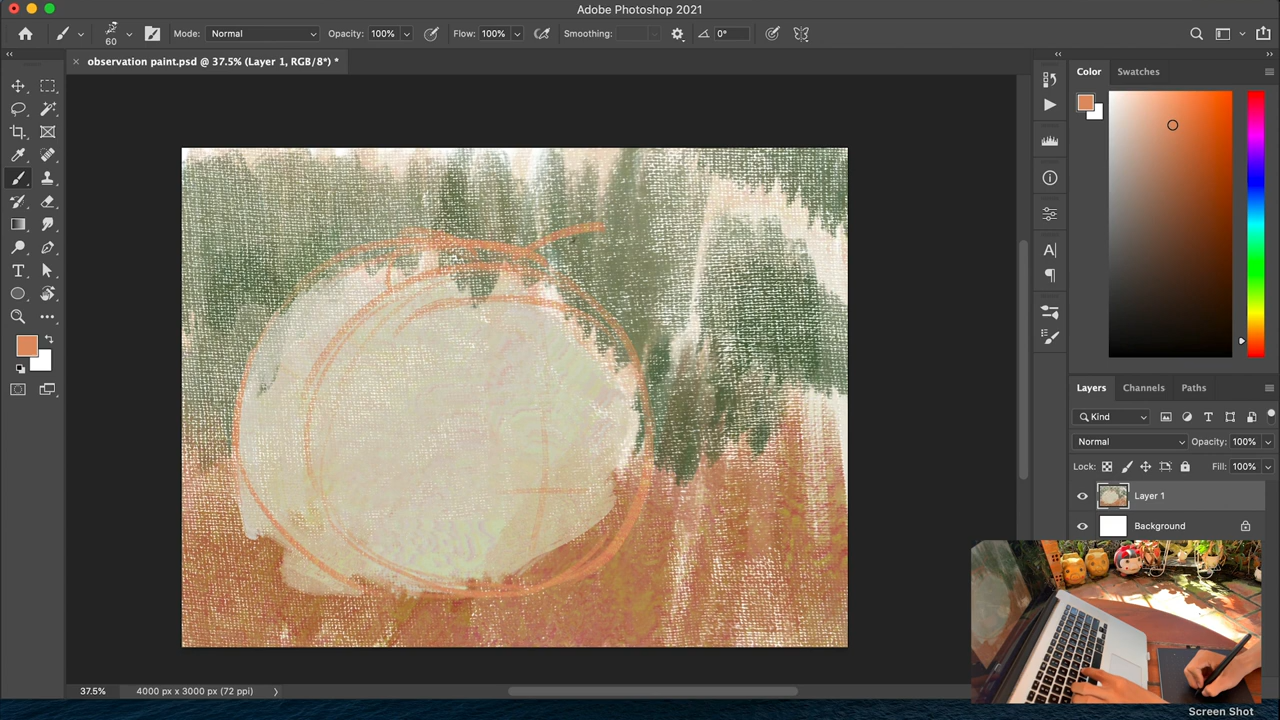 Adobe Photoshop 2021
60
Mode: Normal
Opacity: 100%
Flow: 100%
Smoothing:
0°
observation paint.psd @ 37.5% (Layer 1, RGB/8*) *
Color
Swatches
Layers
Channels
Paths
Kind
Normal
Opacity: 100%
Lock:
Fill: 100%
Layer 1
Background
37.5%
4000 px x 3000 px (72 ppi)
Screen Shot